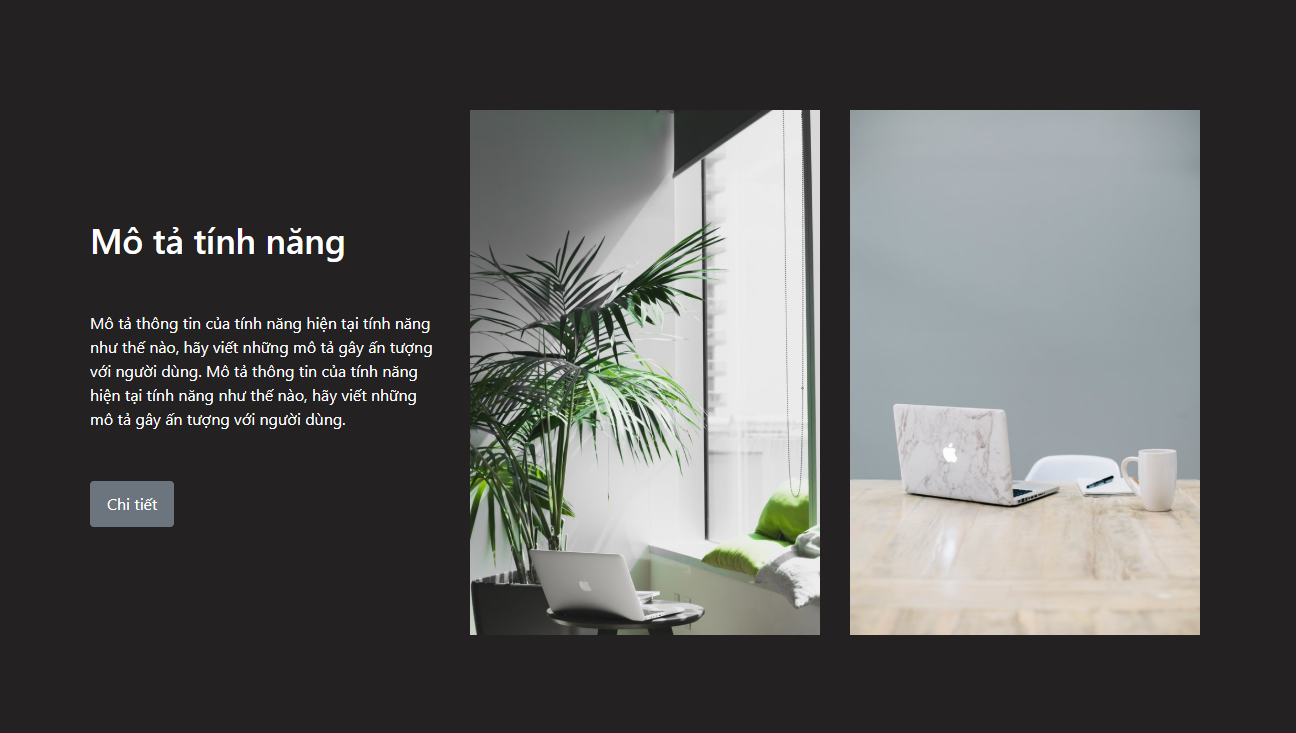 Mô tả tính năng
Mô tả thông tin của tính năng hiện tại tính năng
như thế nào, hãy viết những mô tả gây ấn tượng
với người dùng. Mô tả thông tin của tính năng
hiện tại tính năng như thế nào, hãy viết những
mô tả gây ấn tượng với người dùng.
Chi tiết